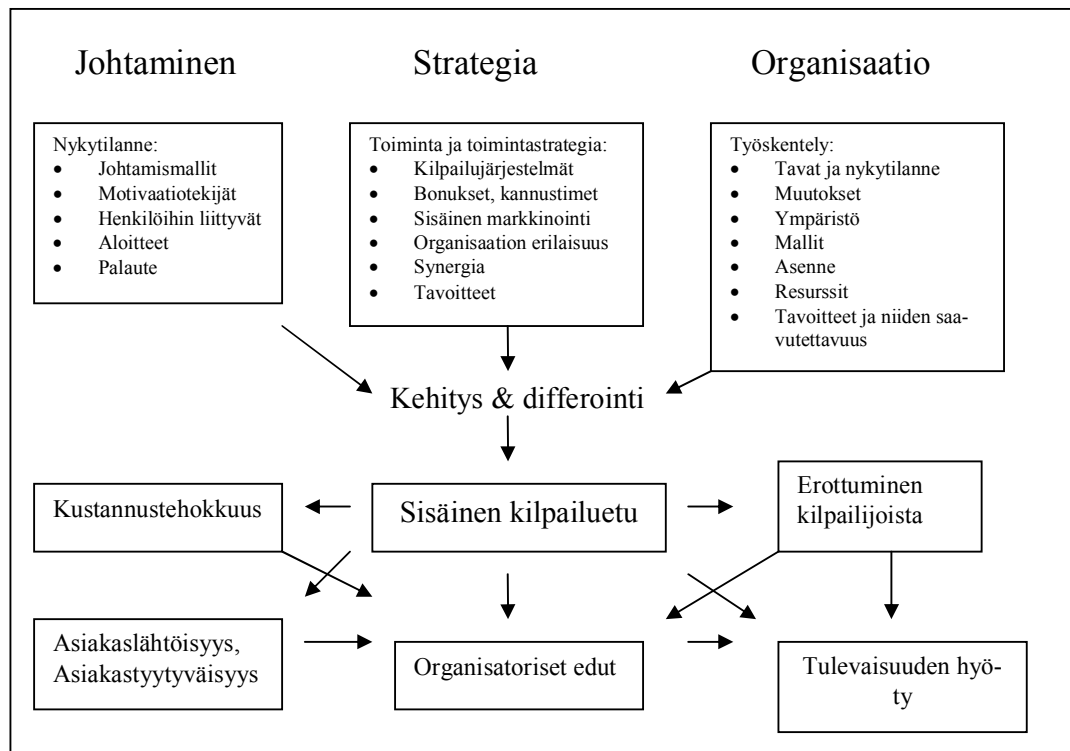 Johtaminen
Strategia
Organisaatio
Nykytilanne:
• Johtamismallit
• Motivaatiotekijät
• Henkilöihin liittyvät
• Aloitteet
• Palaute
Toiminta ja toimintastrategia:
• Kilpailujärjestelmät
• Bonukset, kannustimet
• Sisäinen markkinointi
• Organisaation erilaisuus
• Synergia
• Tavoitteet
Työskentely:
• Tavat ja nykytilanne
• Muutokset
• Ympäristö
• Mallit
• Asenne
• Resurssit
• Tavoitteet ja niiden saa-
vutettavuus
Kehitys & differointi
Kustannustehokkuus
Sisäinen kilpailuetu
Erottuminen
kilpailijoista
Asiakaslähtöisyys,
Asiakastyytyväisyys
Organisatoriset edut
Tulevaisuuden hyö-
ty